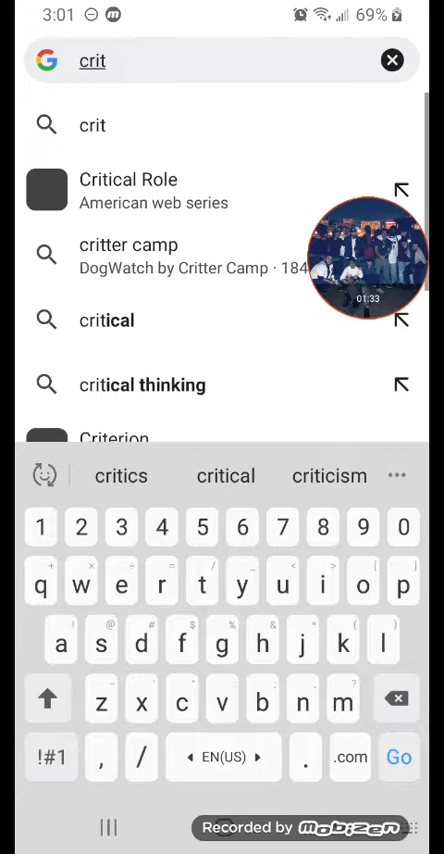 3:01 69%
crit
crit
Critical Role
American web series
critter camp
DogWatch by Critter Camp · 184
01:33
critical
critical thinking
Criterion
critics critical criticism
1 2 3 4 5 6 7 8 9 0
q w e r t y u i o p
a s d f g h j k l
z x c v b n m
!#1 , / EN(US) . .com Go
Recorded by mobizen